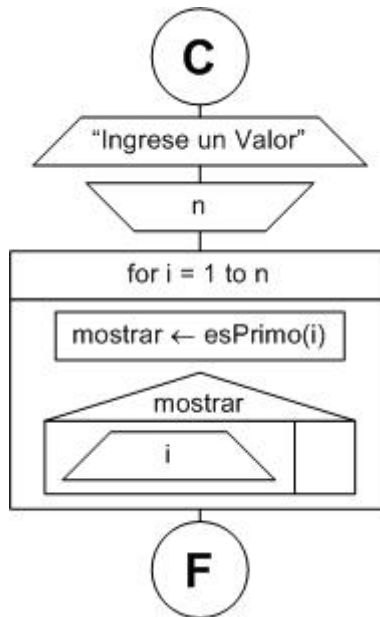 C
“Ingrese un Valor”
n
for i = 1 to n
mostrar ← esPrimo(i)
mostrar
i
F